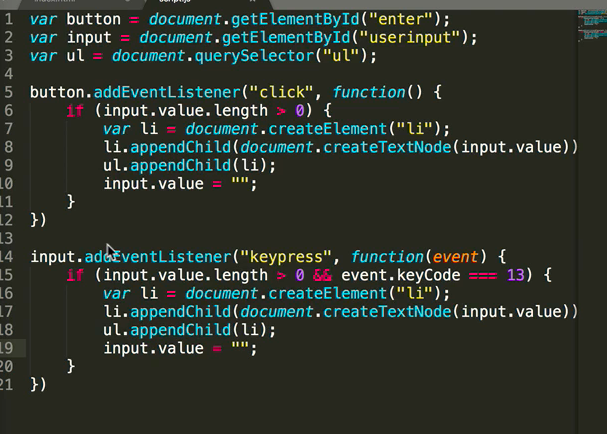 index.html
script.js
1 var button = document.getElementById("enter");
2 var input = document.getElementById("userinput");
3 var ul = document.querySelector("ul");
4
5 button.addEventListener("click", function() {
6 if (input.value.length > 0) {
7 var li = document.createElement("li");
8 li.appendChild(document.createTextNode(input.value))
9 ul.appendChild(li);
10 input.value = "";
11 }
12 })
13
14 input.addEventListener("keypress", function(event) {
15 if (input.value.length > 0 && event.keyCode === 13) {
16 var li = document.createElement("li");
17 li.appendChild(document.createTextNode(input.value))
18 ul.appendChild(li);
19 input.value = "";
20 }
21 })